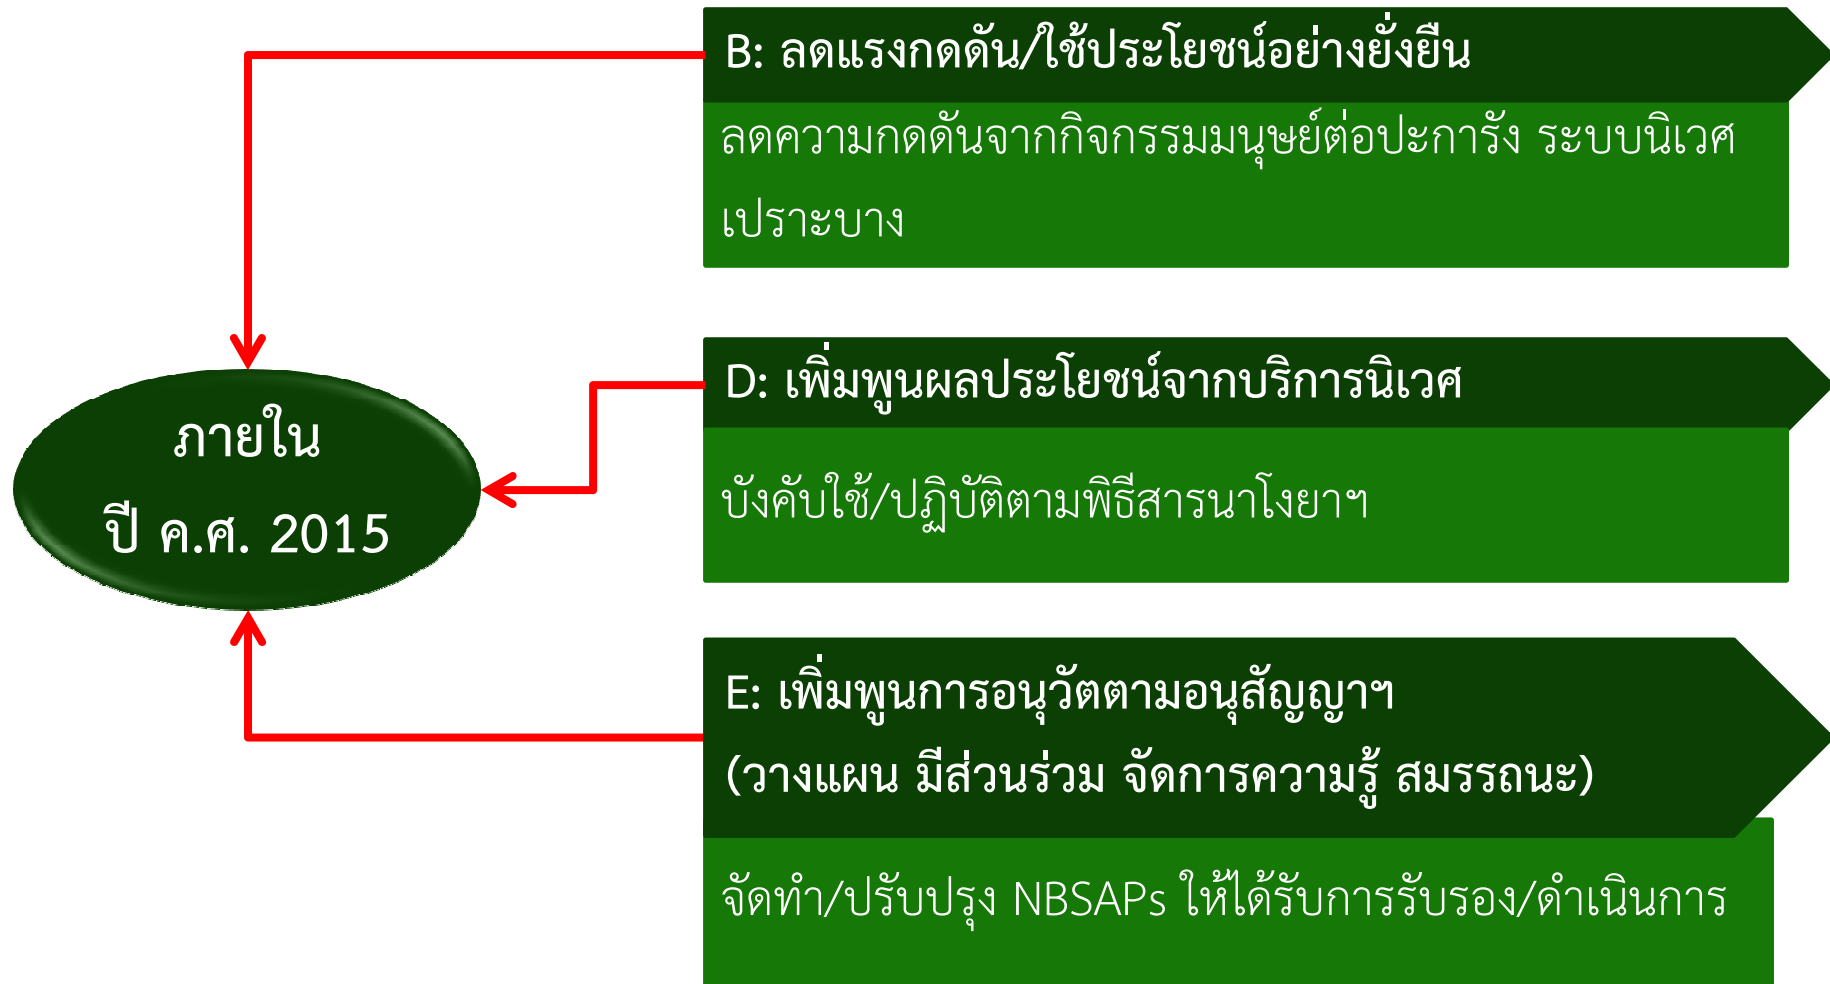 B: ลดแรงกดดัน/ใช้ประโยชน์อย่างยั่งยืน
ลดความกดดันจากกิจกรรมมนุษย์ต่อปะการัง ระบบนิเวศ
เปราะบาง
ภายใน
ปี ค.ศ. 2015
D: เพิ่มพูนผลประโยชน์จากบริการนิเวศ
บังคับใช้/ปฏิบัติตามพิธีสารนาโงยาฯ
E: เพิ่มพูนการอนุวัตตามอนุสัญญาฯ
(วางแผน มีส่วนร่วม จัดการความรู้ สมรรถนะ)
จัดทำ/ปรับปรุง NBSAPs ให้ได้รับการรับรอง/ดำเนินการ